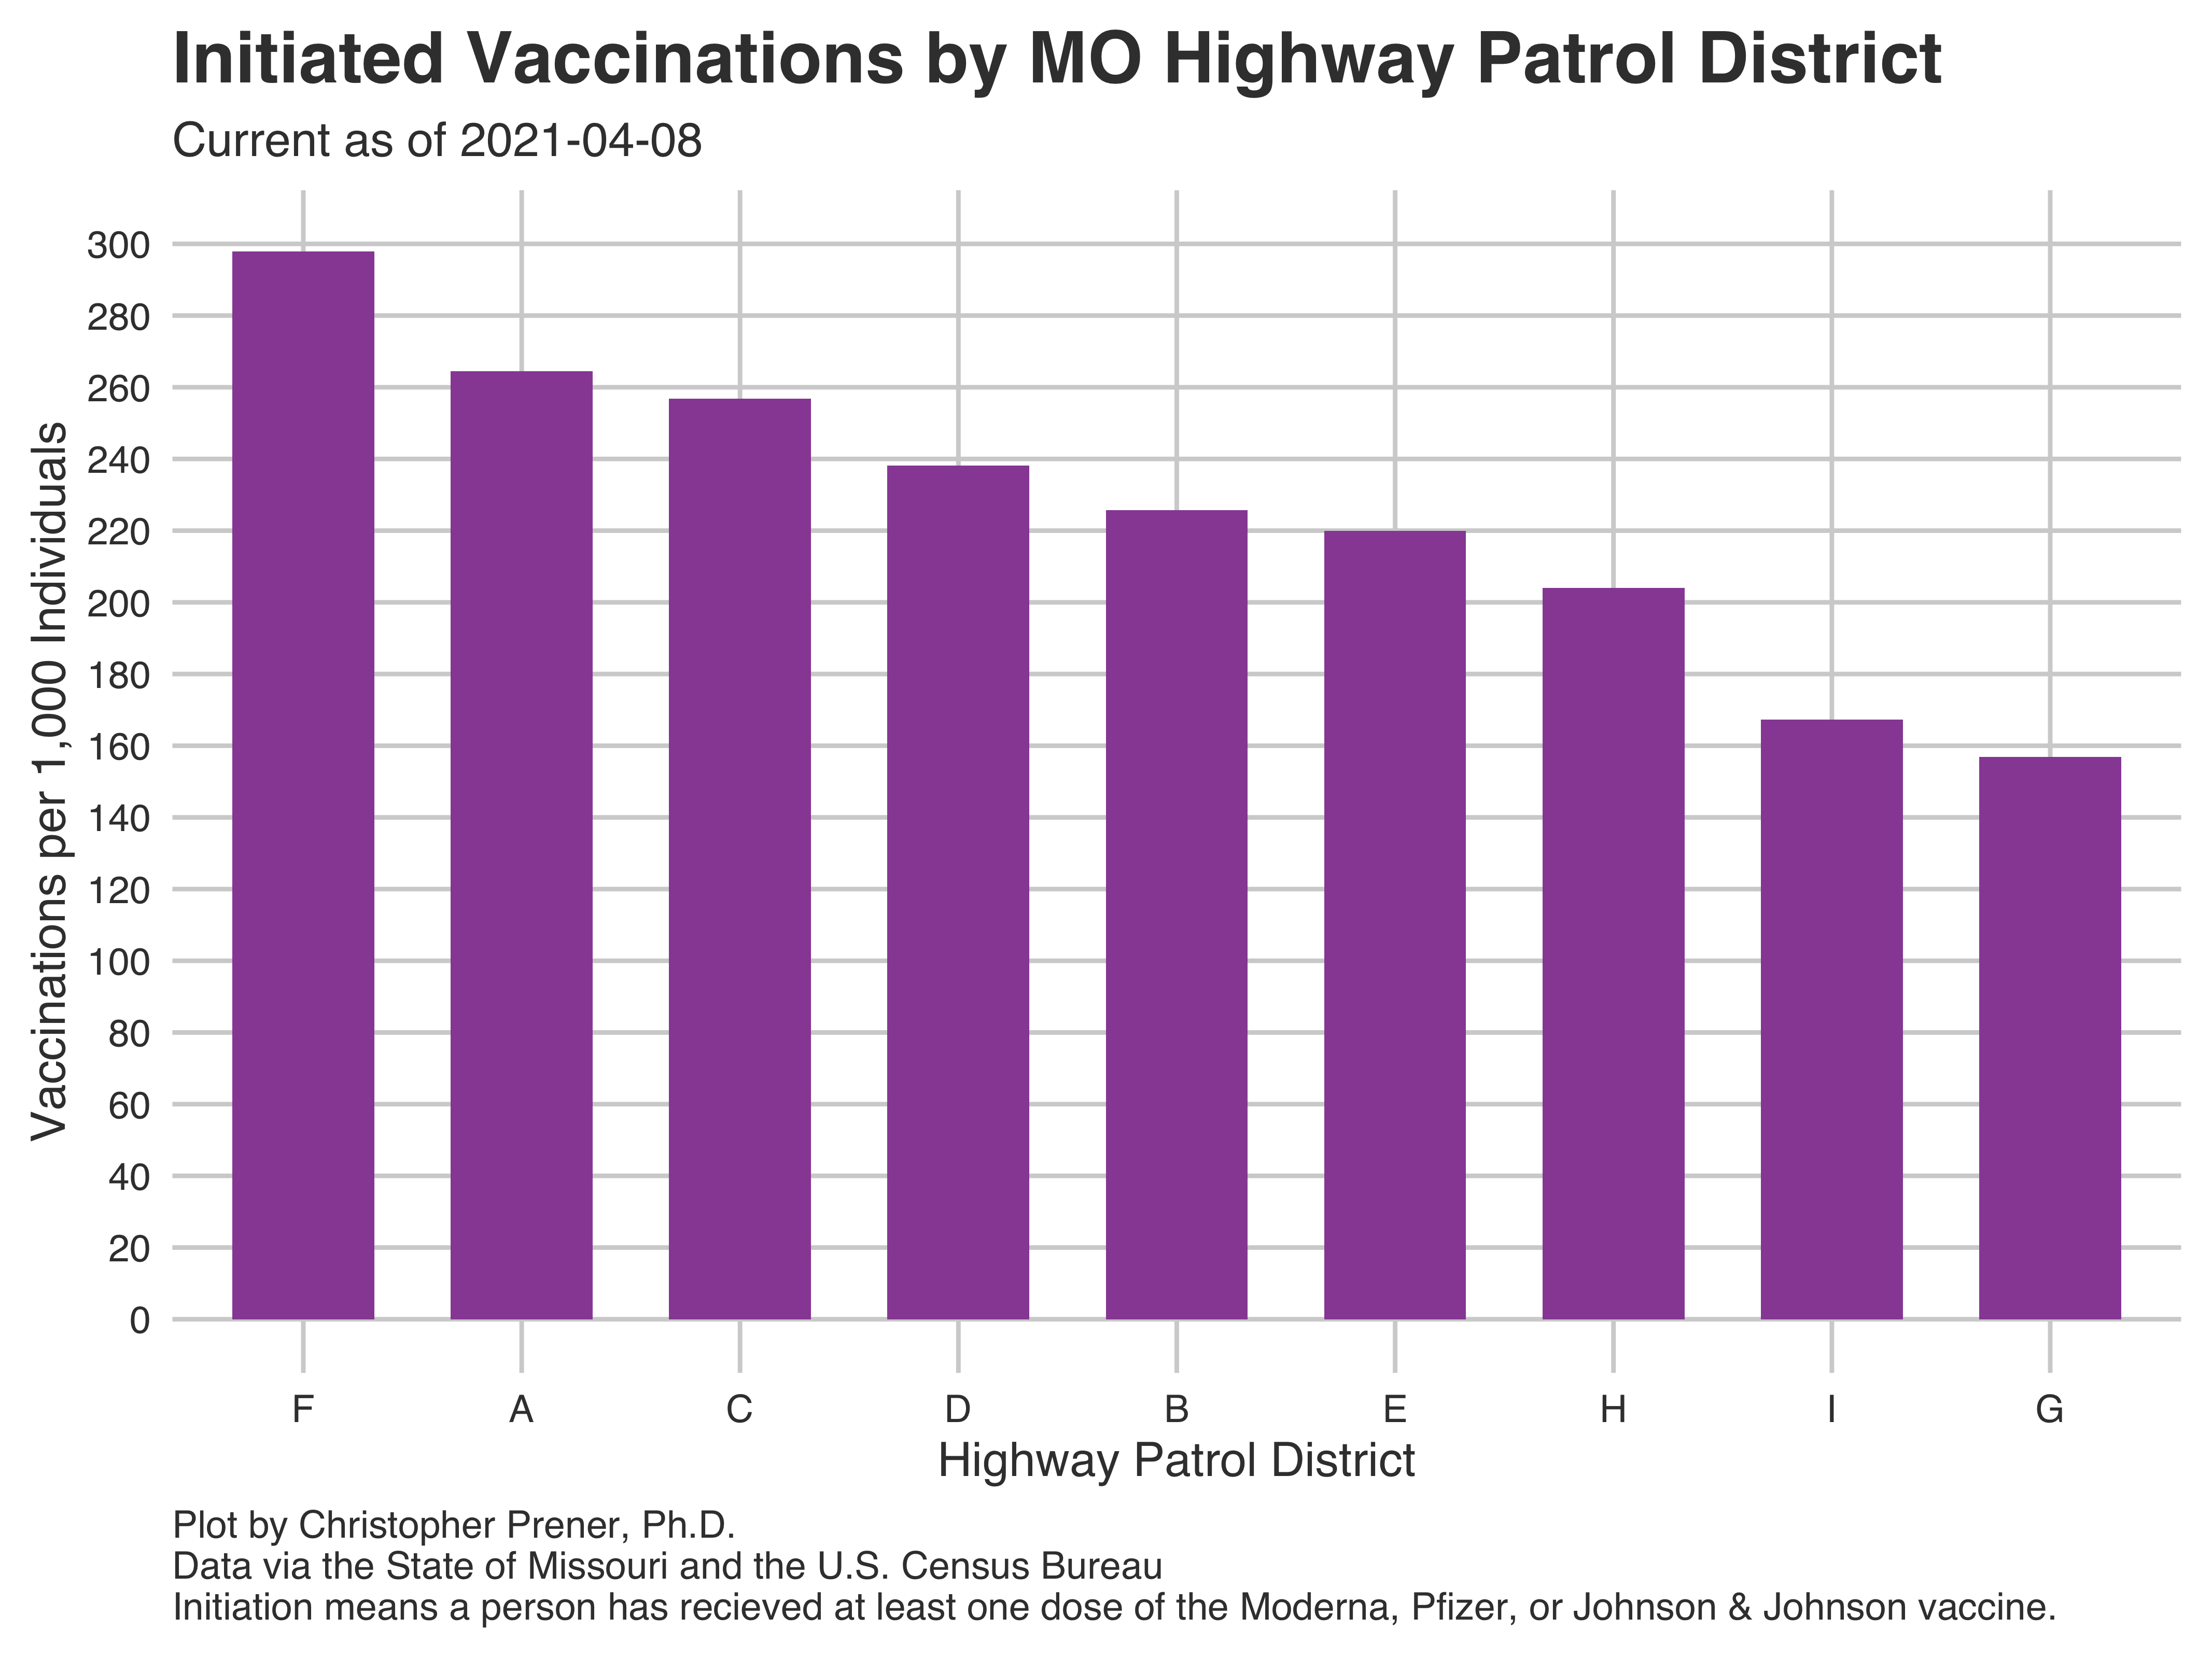 Initiated Vaccinations by MO Highway Patrol District
Current as of 2021-04-08
Vaccinations per 1,000 Individuals
300
280
260
240
220
200
180
160
140
120
100
80
60
40
20
0
F A C D B E H I G
Highway Patrol District
Plot by Christopher Prener, Ph.D.
Data via the State of Missouri and the U.S. Census Bureau
Initiation means a person has recieved at least one dose of the Moderna, Pfizer, or Johnson & Johnson vaccine.